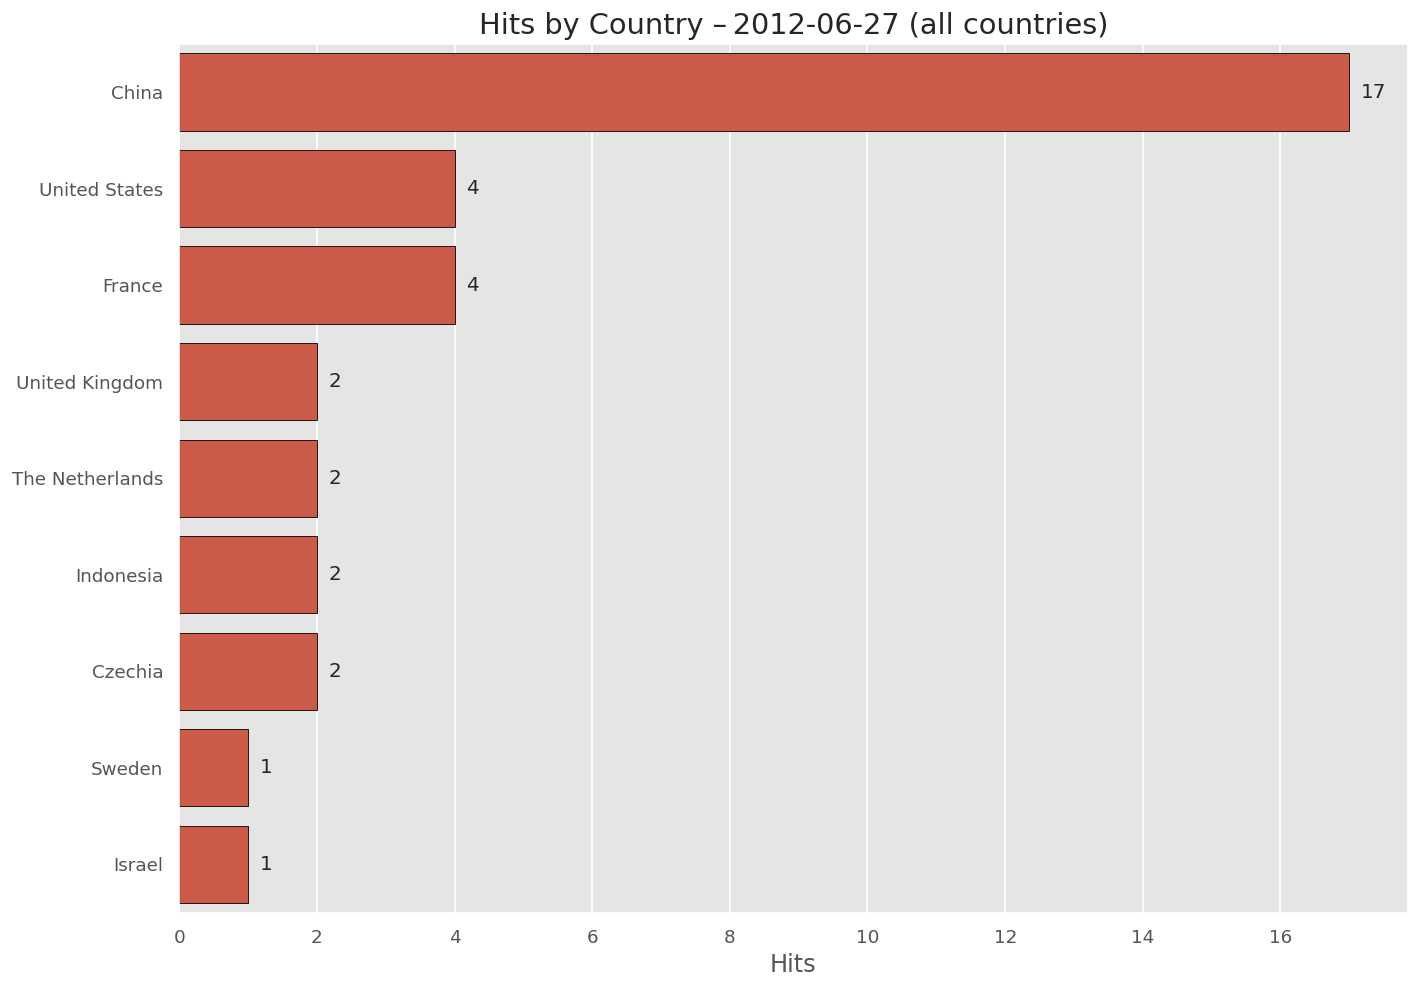 Hits by Country – 2012-06-27 (all countries)
China 17
United States 4
France 4
United Kingdom 2
The Netherlands 2
Indonesia 2
Czechia 2
Sweden 1
Israel 1
0 2 4 6 8 10 12 14 16
Hits